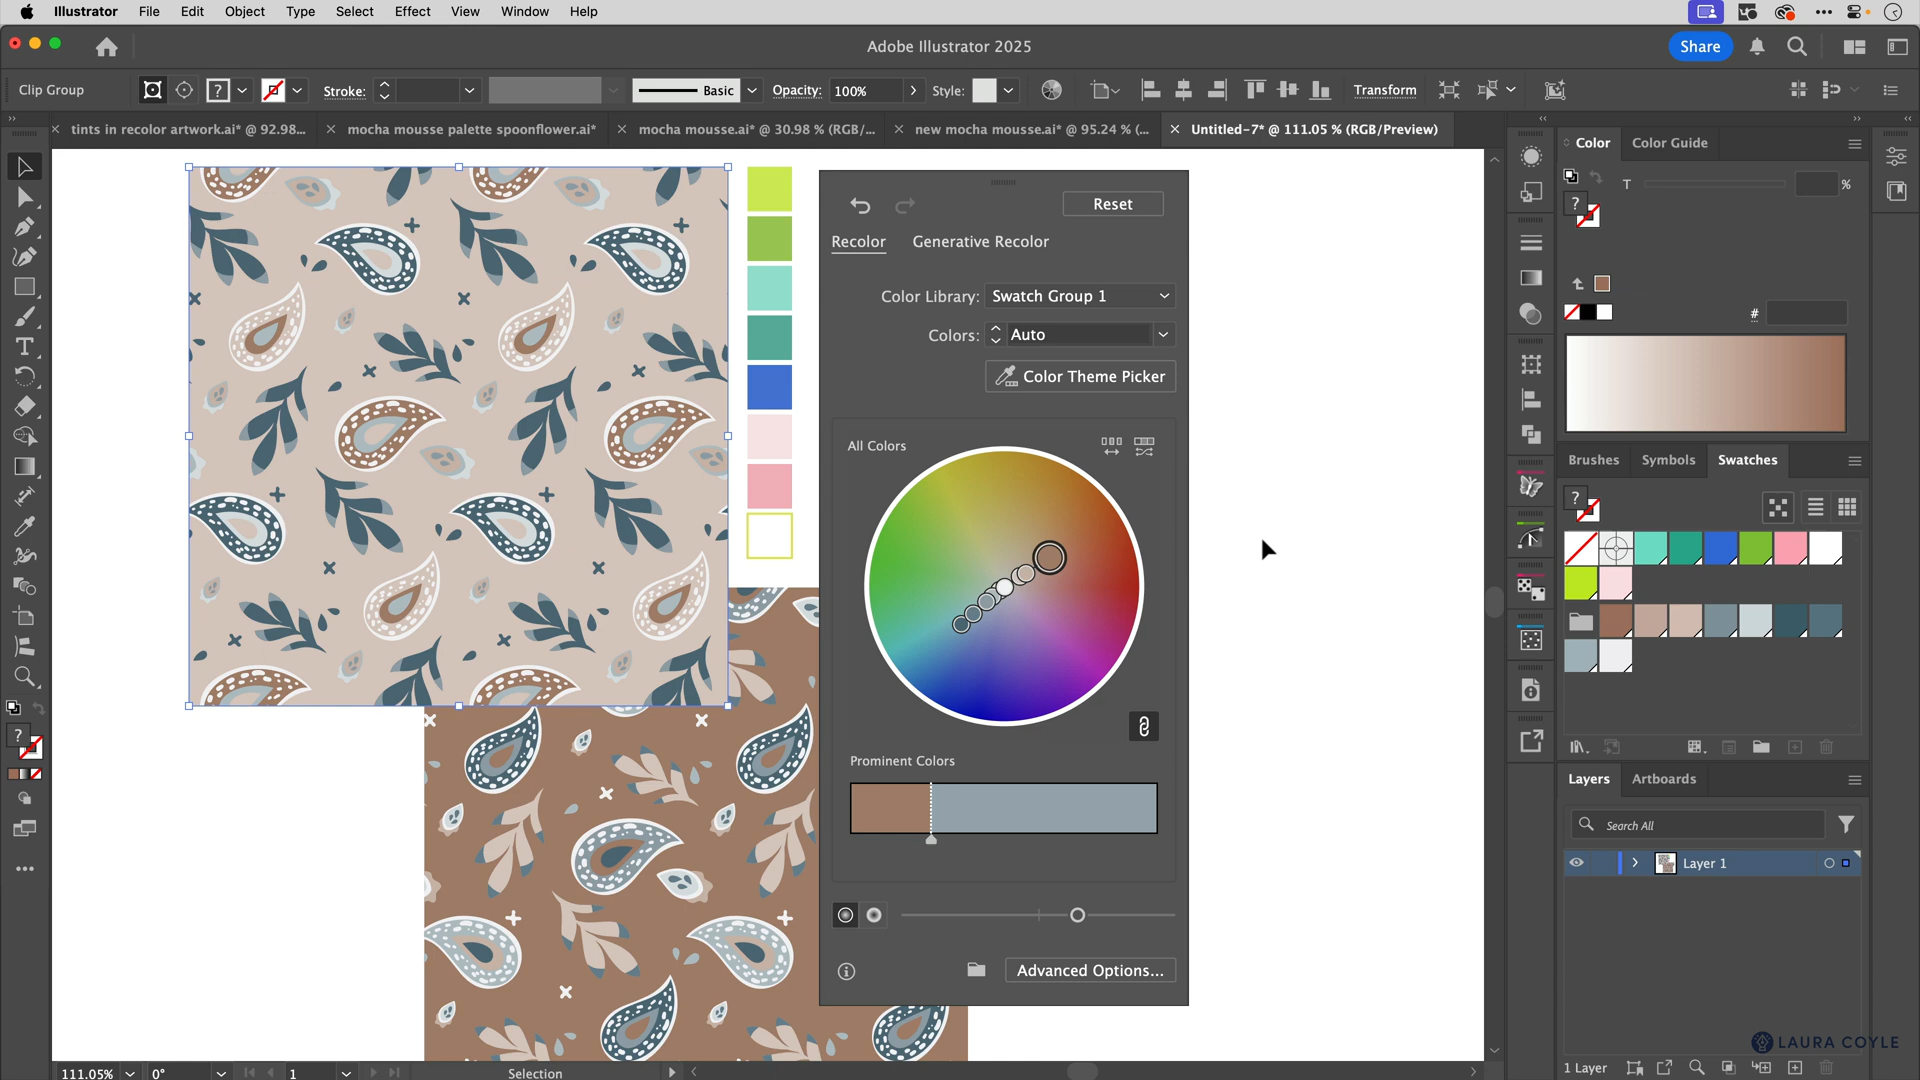 Illustrator File Edit Object Type Select Effect View Window Help
Adobe Illustrator 2025
Share
Clip Group
?
Stroke:
Basic
Opacity: 100%
Style:
Transform
tints in recolor artwork.ai* @ 92.98...
mocha mousse palette spoonflower.ai*
mocha mousse.ai* @ 30.98 % (RGB/...
new mocha mousse.ai* @ 95.24 % (...
Untitled-7* @ 111.05 % (RGB/Preview)
Reset
Recolor
Generative Recolor
Color Library: Swatch Group 1
Colors: Auto
Color Theme Picker
All Colors
Prominent Colors
Advanced Options...
Color
Color Guide
T
%
?
#
Brushes
Symbols
Swatches
?
Layers
Artboards
Search All
Layer 1
LAURA COYLE
1 Layer
?
111.05%
0°
1
Selection